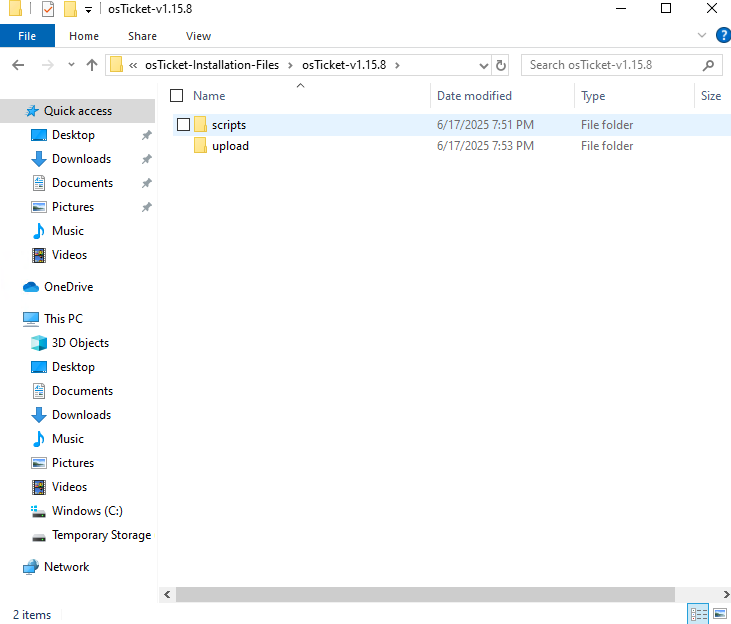 osTicket-v1.15.8
File Home Share View
?
« osTicket-Installation-Files > osTicket-v1.15.8 >
Search osTicket-v1.15.8
Name Date modified Type Size
scripts 6/17/2025 7:51 PM File folder
upload 6/17/2025 7:53 PM File folder
Quick access
Desktop
Downloads
Documents
Pictures
Music
Videos
OneDrive
This PC
3D Objects
Desktop
Documents
Downloads
Music
Pictures
Videos
Windows (C:)
Temporary Storage
Network
2 items